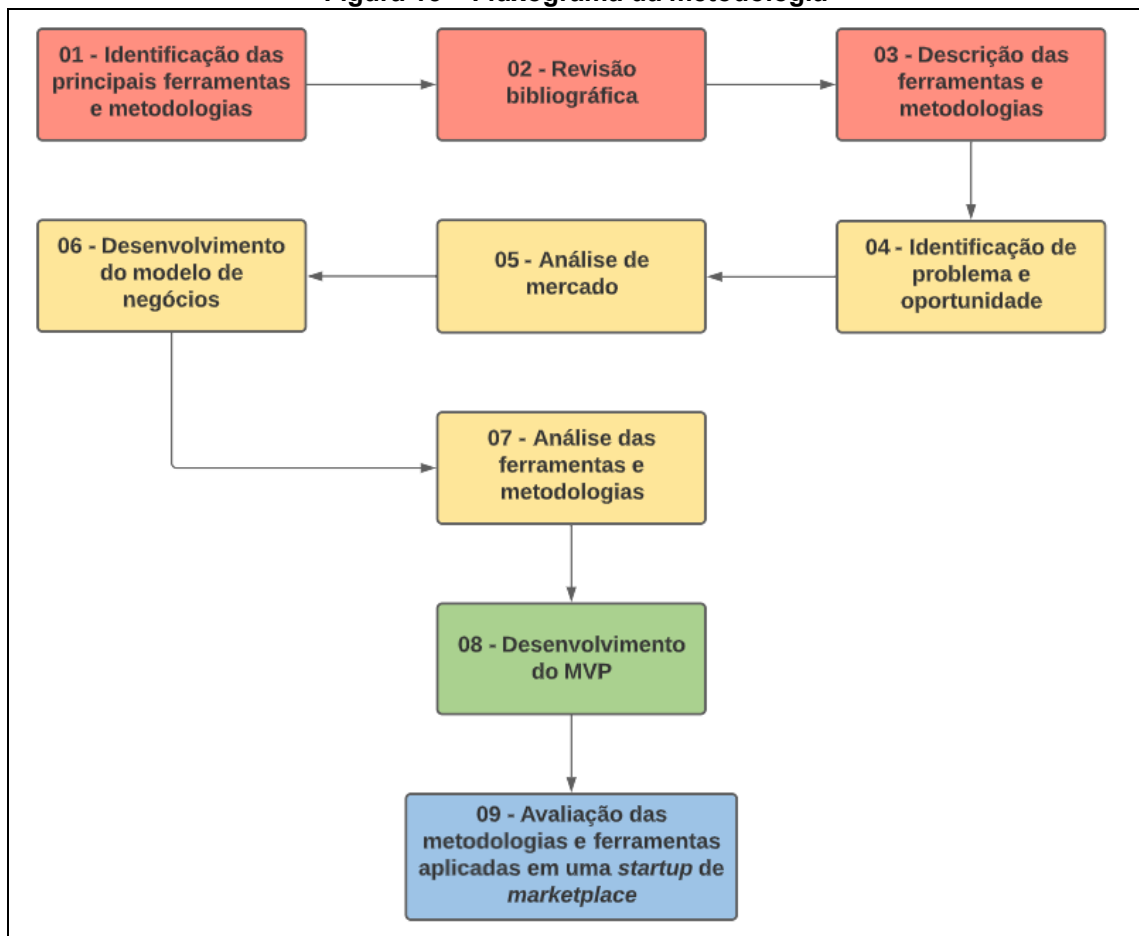 01 - Identificação das
principais ferramentas
e metodologias
02 - Revisão
bibliográfica
03 - Descrição das
ferramentas e
metodologias
06 - Desenvolvimento
do modelo de
negócios
05 - Análise de
mercado
04 - Identificação de
problema e
oportunidade
07 - Análise das
ferramentas e
metodologias
08 - Desenvolvimento
do MVP
09 - Avaliação das
metodologias e ferramentas
aplicadas em uma startup de
marketplace